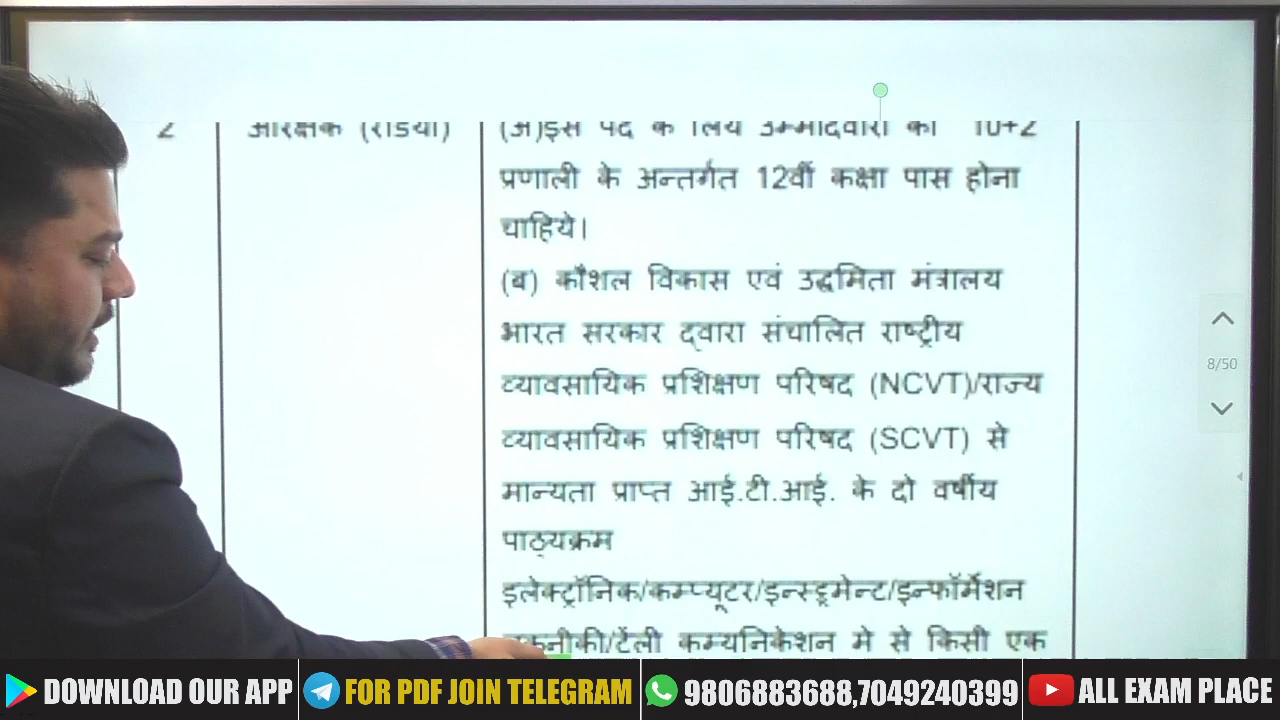 2 आरक्षक (रेडियो) (अ)इस पद के लिये उम्मीदवारों को 10+2
प्रणाली के अन्तर्गत 12वीं कक्षा पास होना
चाहिये।
(ब) कौशल विकास एवं उद्धमिता मंत्रालय
भारत सरकार द्वारा संचालित राष्ट्रीय
व्यावसायिक प्रशिक्षण परिषद (NCVT)/राज्य
व्यावसायिक प्रशिक्षण परिषद (SCVT) से
मान्यता प्राप्त आई.टी.आई. के दो वर्षीय
पाठ्यक्रम
इलेक्ट्रॉनिक/कम्प्यूटर/इन्स्ट्रूमेन्ट/इन्फॉर्मेशन
तकनीकी/टेंली कम्यनिकेशन मे से किसी एक
8/50
DOWNLOAD OUR APP
FOR PDF JOIN TELEGRAM
9806883688,7049240399
ALL EXAM PLACE